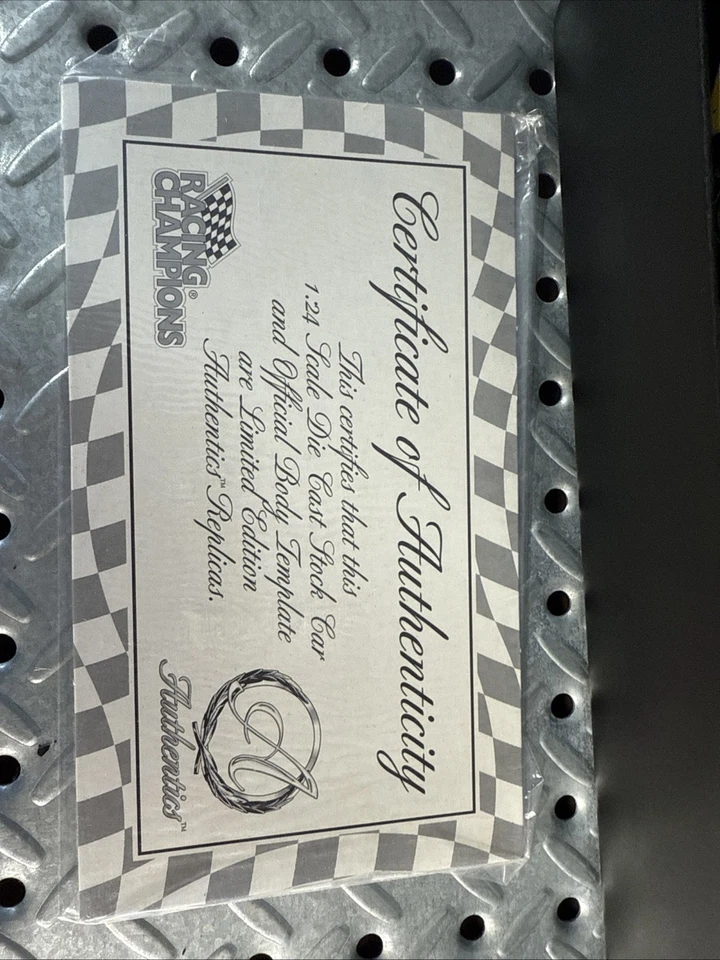 Certificate of Authenticity
This certifies that this
1:24 Scale Die Cast Stock Car
and Official Body Template
are Limited Edition
Authentics™ Replicas.
RACING
CHAMPIONS®
A
Authentics™